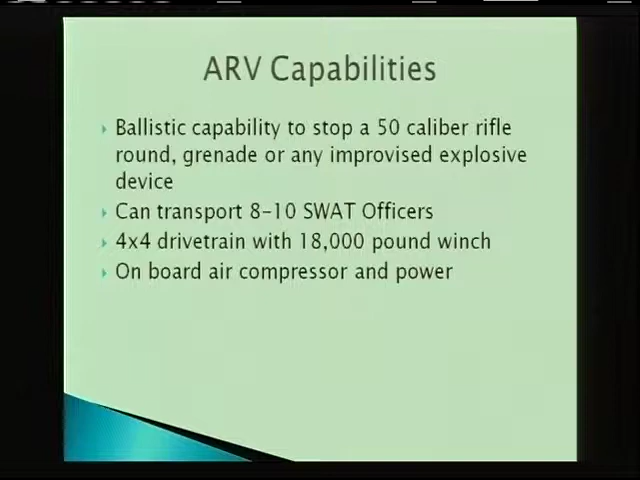 ARV Capabilities
Ballistic capability to stop a 50 caliber rifle
round, grenade or any improvised explosive
device
Can transport 8-10 SWAT Officers
4x4 drivetrain with 18,000 pound winch
On board air compressor and power